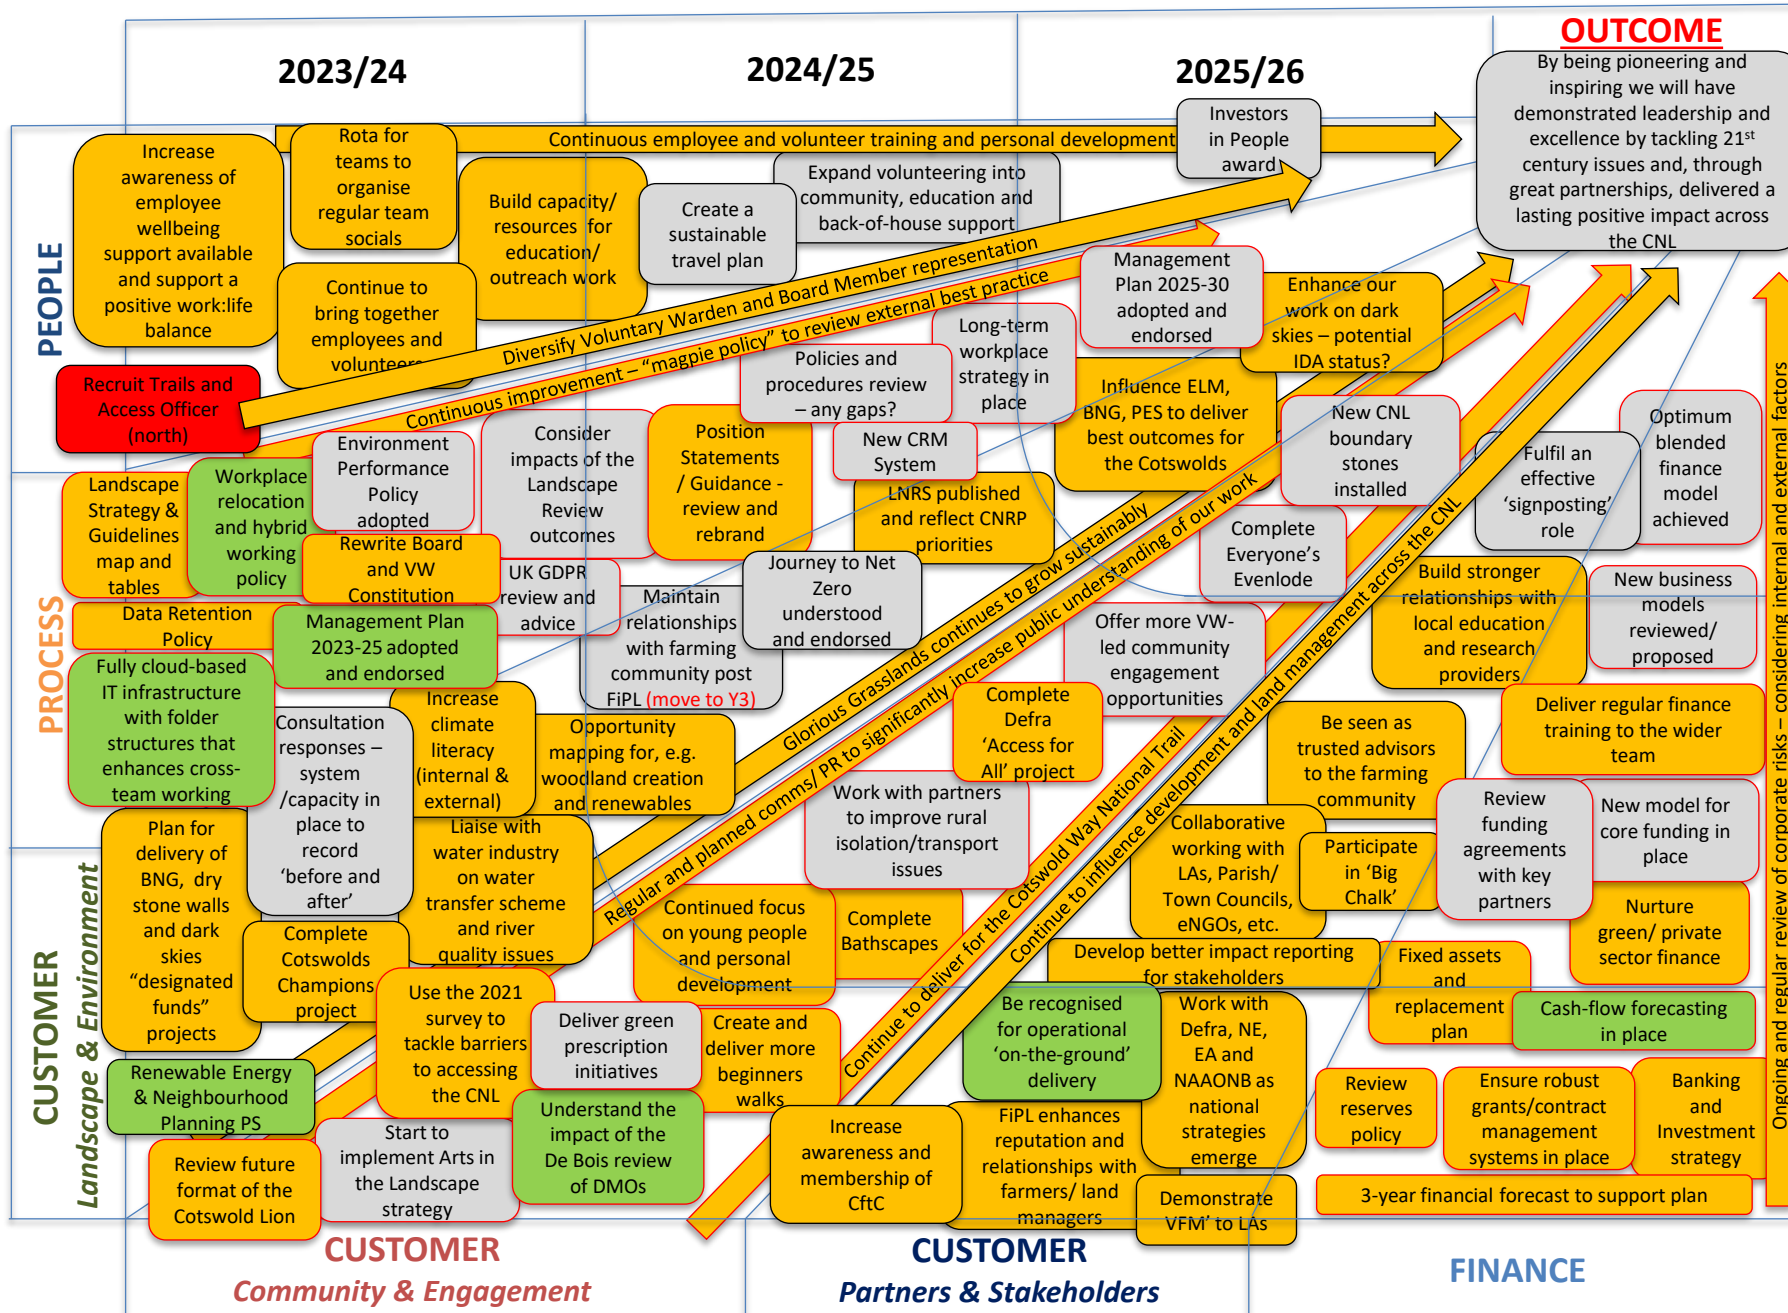 OUTCOME
2023/24
2024/25
2025/26
By being pioneering and
inspiring we will have
demonstrated leadership and
excellence by tackling 21st
century issues and, through
great partnerships, delivered a
lasting positive impact across
the CNL
PEOPLE
Increase
awareness of
employee
wellbeing
support available
and support a
positive work:life
balance
Rota for
teams to
organise
regular team
socials
Continuous employee and volunteer training and personal development
Investors
in People
award
Build capacity/
resources for
education/
outreach work
Create a
sustainable
travel plan
Expand volunteering into
community, education and
back-of-house support
Continue to
bring together
employees and
volunteers
Diversify Voluntary Warden and Board Member representation
Continuous improvement – “magpie policy” to review external best practice
Recruit Trails and
Access Officer
(north)
Management
Plan 2025-30
adopted and
endorsed
Enhance our
work on dark
skies – potential
IDA status?
Long-term
workplace
strategy in
place
Policies and
procedures review
– any gaps?
Influence ELM,
BNG, PES to deliver
best outcomes for
the Cotswolds
New CNL
boundary
stones
installed
Optimum
blended
finance
model
achieved
Fulfil an
effective
‘signposting’
role
PROCESS
Landscape
Strategy &
Guidelines
map and
tables
Workplace
relocation
and hybrid
working
policy
Environment
Performance
Policy
adopted
Consider
impacts of the
Landscape
Review
outcomes
Position
Statements
/ Guidance -
review and
rebrand
New CRM
System
LNRS published
and reflect CNRP
priorities
Rewrite Board
and VW
Constitution
UK GDPR
review and
advice
Data Retention
Policy
Management Plan
2023-25 adopted
and endorsed
Maintain
relationships
with farming
community post
FiPL (move to Y3)
Journey to Net
Zero
understood
and endorsed
Complete
Everyone’s
Evenlode
Build stronger
relationships with
local education
and research
providers
New business
models
reviewed/
proposed
Offer more VW-
led community
engagement
opportunities
Fully cloud-based
IT infrastructure
with folder
structures that
enhances cross-
team working
Consultation
responses –
system
/capacity in
place to
record
‘before and
after’
Increase
climate
literacy
(internal &
external)
Opportunity
mapping for, e.g.
woodland creation
and renewables
Glorious Grasslands continues to grow sustainably
Regular and planned comms/ PR to significantly increase public understanding of our work
Continue to deliver for the Cotswold Way National Trail
Continue to influence development and land management across the CNL
Complete
Defra
‘Access for
All’ project
Be seen as
trusted advisors
to the farming
community
Deliver regular finance
training to the wider
team
Work with partners
to improve rural
isolation/transport
issues
Collaborative
working with
LAs, Parish/
Town Councils,
eNGOs, etc.
Participate
in ‘Big
Chalk’
Review
funding
agreements
with key
partners
New model for
core funding in
place
CUSTOMER
Landscape & Environment
Plan for
delivery of
BNG, dry
stone walls
and dark
skies
“designated
funds”
projects
Liaise with
water industry
on water
transfer scheme
and river
quality issues
Complete
Cotswolds
Champions
project
Continued focus
on young people
and personal
development
Complete
Bathscapes
Develop better impact reporting
for stakeholders
Fixed assets
and
replacement
plan
Nurture
green/ private
sector finance
Use the 2021
survey to
tackle barriers
to accessing
the CNL
Deliver green
prescription
initiatives
Create and
deliver more
beginners
walks
Be recognised
for operational
‘on-the-ground’
delivery
Work with
Defra, NE,
EA and
NAAONB as
national
strategies
emerge
Cash-flow forecasting
in place
Renewable Energy
& Neighbourhood
Planning PS
Understand the
impact of the
De Bois review
of DMOs
Start to
implement Arts in
the Landscape
strategy
Review future
format of the
Cotswold Lion
Increase
awareness and
membership of
CftC
FiPL enhances
reputation and
relationships with
farmers/ land
managers
Demonstrate
VFM’ to LAs
Review
reserves
policy
Ensure robust
grants/contract
management
systems in place
Banking
and
Investment
strategy
3-year financial forecast to support plan
Ongoing and regular review of corporate risks – considering internal and external factors
CUSTOMER
Community & Engagement
CUSTOMER
Partners & Stakeholders
FINANCE